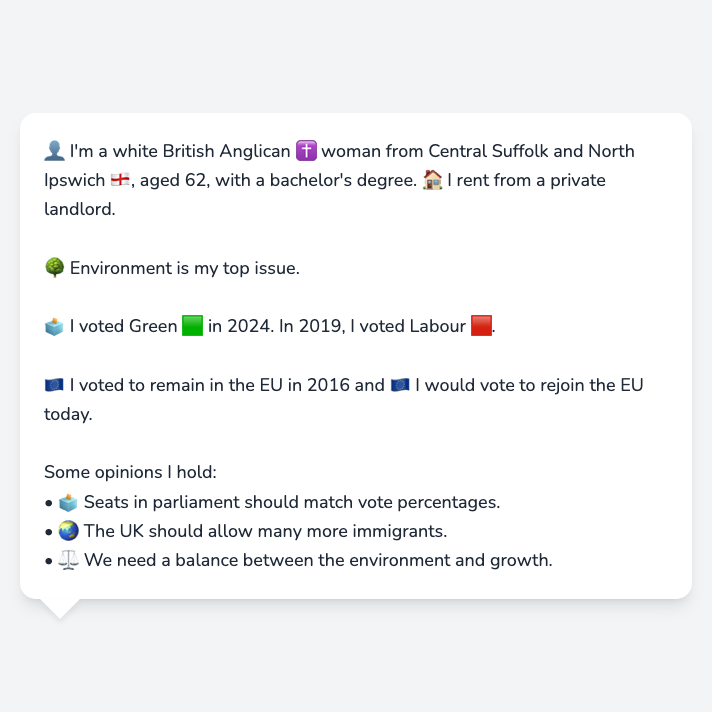 👤 I'm a white British Anglican ✝️ woman from Central Suffolk and North
Ipswich 🏴󠁧󠁢󠁥󠁮󠁧󠁿, aged 62, with a bachelor's degree. 🏠 I rent from a private
landlord.
🌳 Environment is my top issue.
🗳️ I voted Green 🟩 in 2024. In 2019, I voted Labour 🟥.
🇪🇺 I voted to remain in the EU in 2016 and 🇪🇺 I would vote to rejoin the EU
today.
Some opinions I hold:
• 🗳️ Seats in parliament should match vote percentages.
• 🌏 The UK should allow many more immigrants.
• ⚖️ We need a balance between the environment and growth.